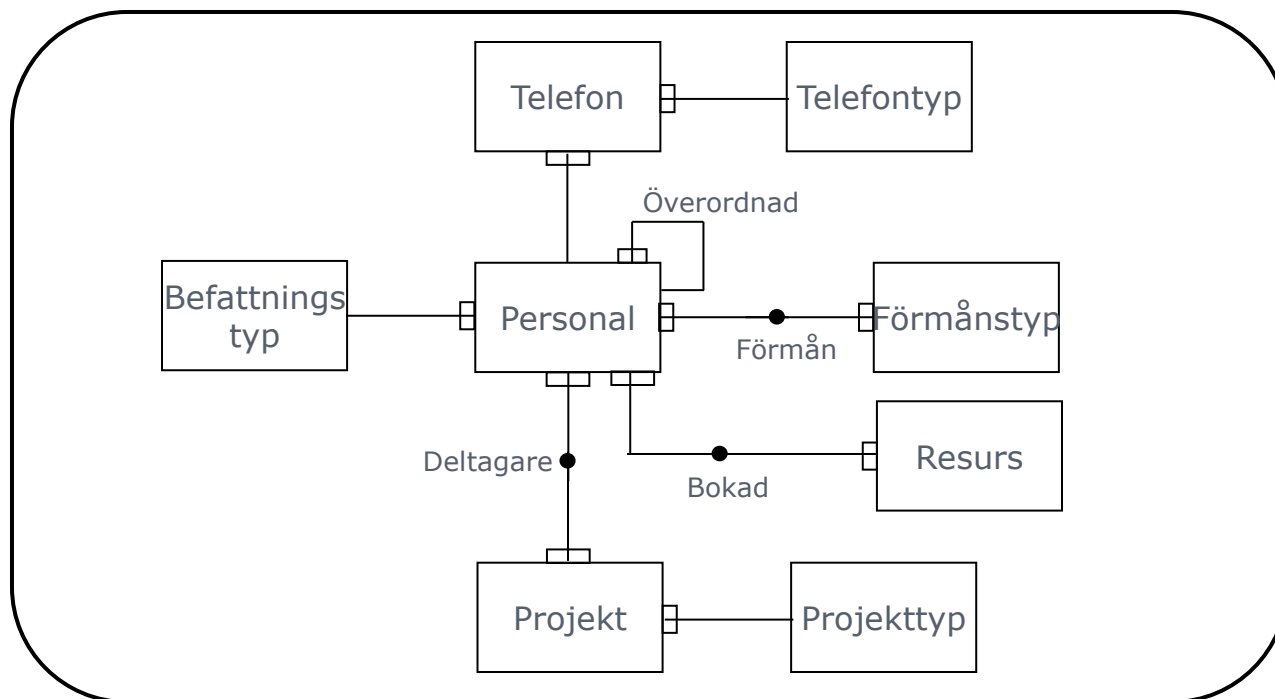 Telefon
Telefontyp
Överordnad
Befattnings
typ
Personal
Förmånstyp
Förmån
Deltagare
Resurs
Bokad
Projekt
Projekttyp